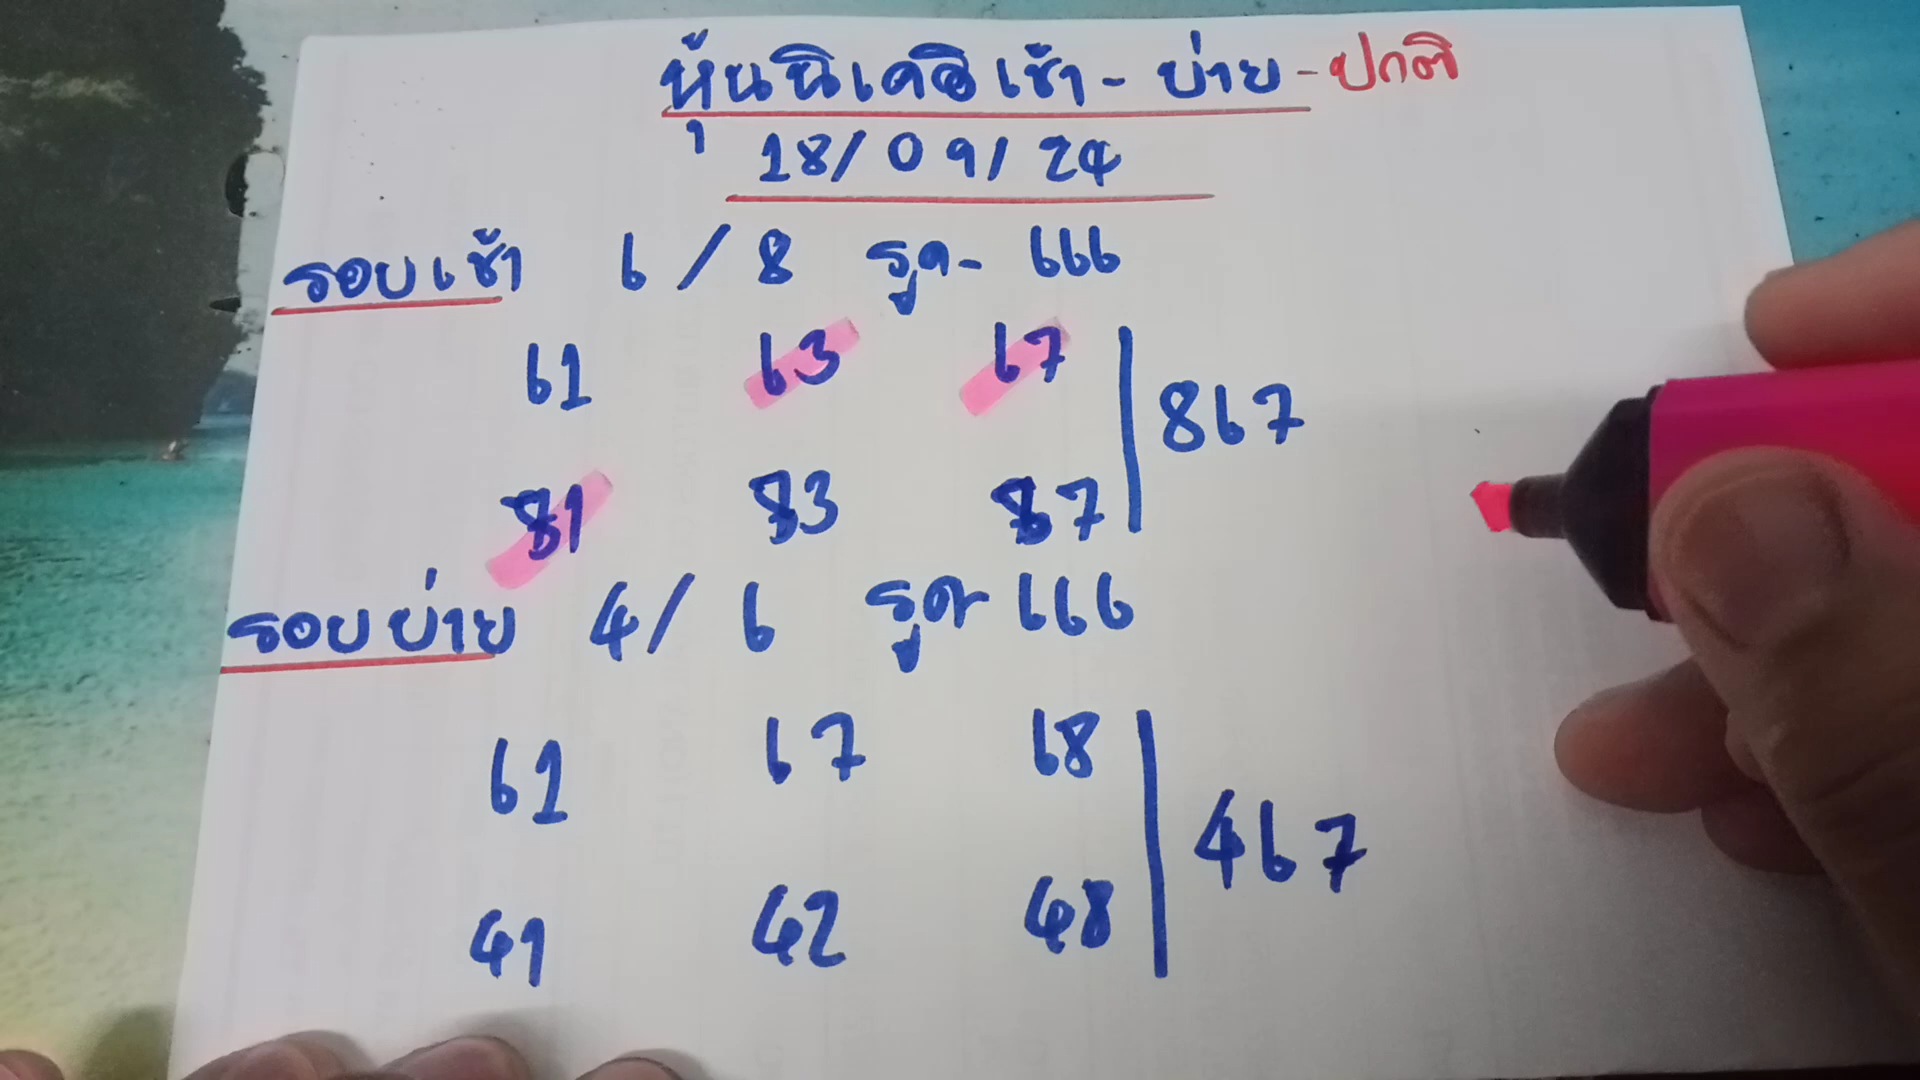 หุ้นนิเคอิเช้า - บ่าย - ปกติ
18/09/24
รอบเช้า 6 / 8 รูด - 666
61 63 67
867
81 83 87
รอบบ่าย 4 / 6 รูด - 666
61 67 68
467
41 42 48